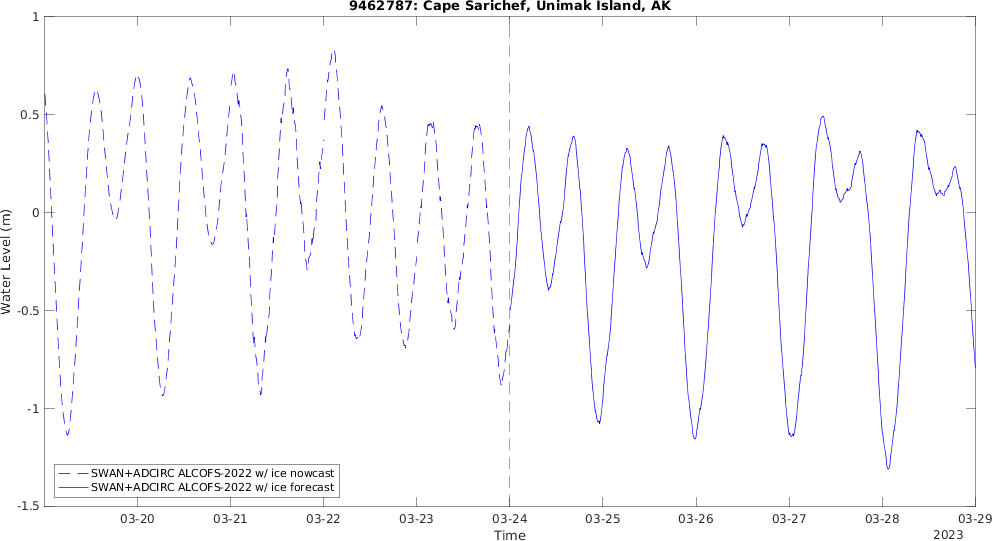 9462787: Cape Sarichef, Unimak Island, AK
1
0.5
0
-0.5
-1
-1.5
Water Level (m)
SWAN+ADCIRC ALCOFS-2022 w/ ice nowcast
SWAN+ADCIRC ALCOFS-2022 w/ ice forecast
03-20 03-21 03-22 03-23 03-24 03-25 03-26 03-27 03-28 03-29
Time
2023